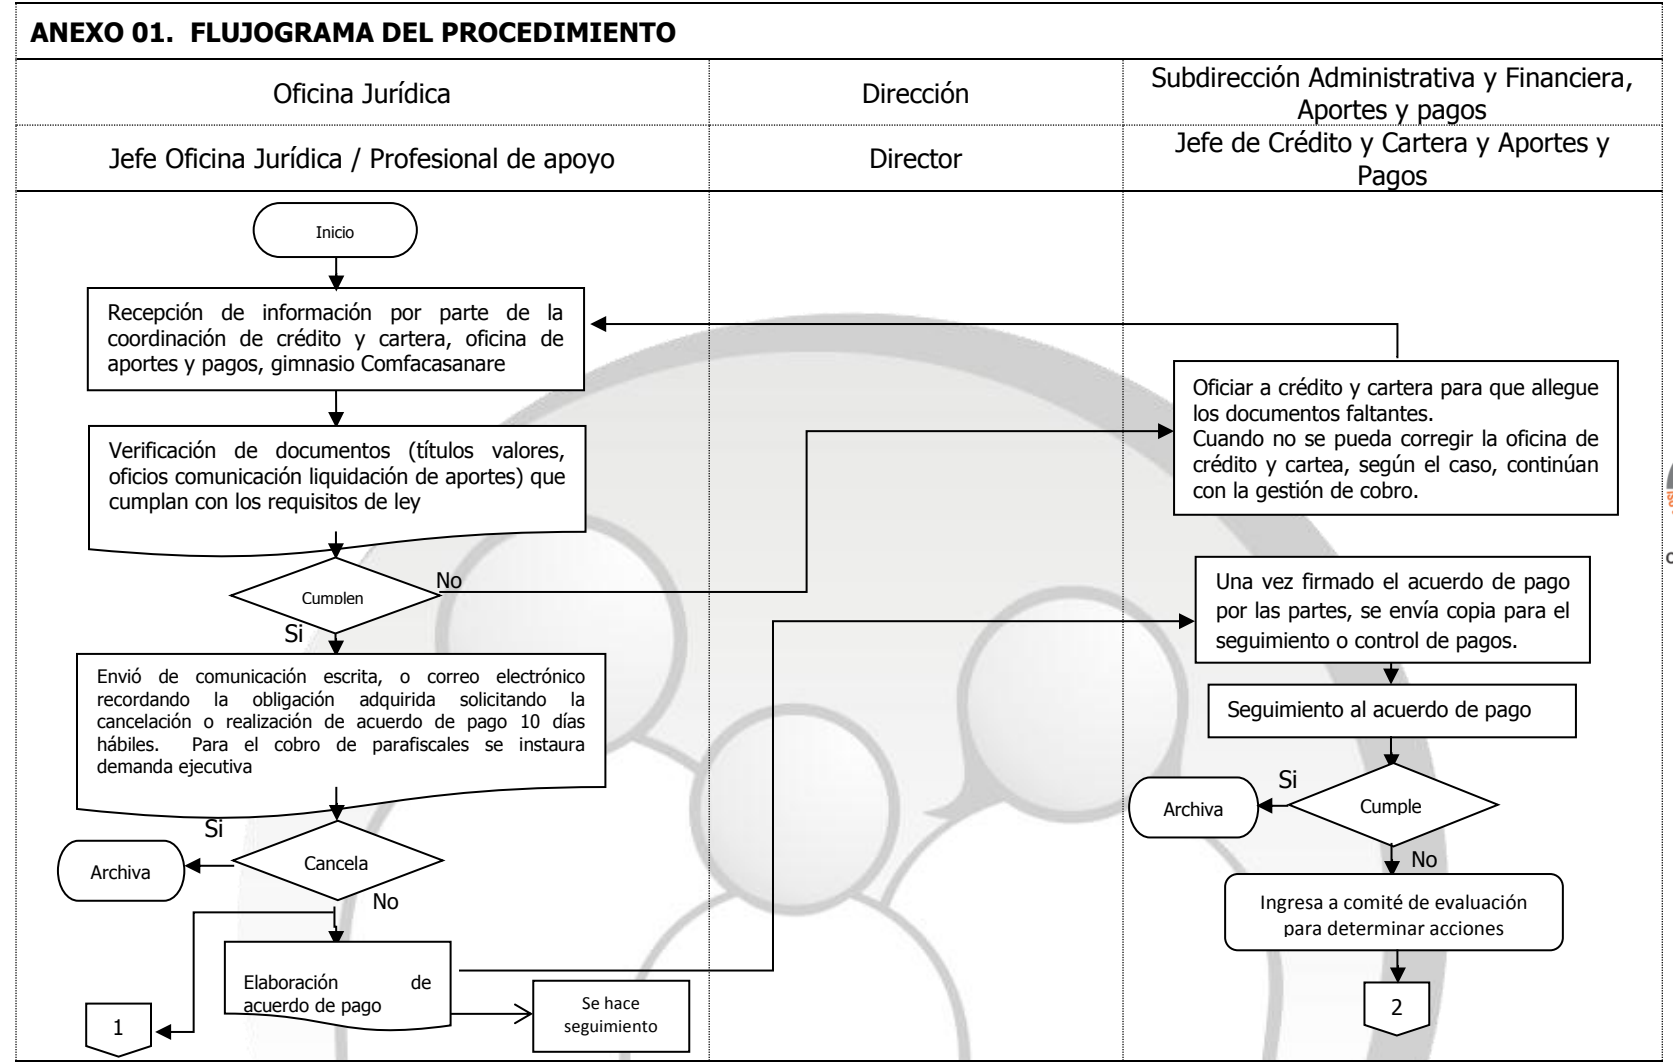 ANEXO 01. FLUJOGRAMA DEL PROCEDIMIENTO
Oficina Jurídica
Dirección
Subdirección Administrativa y Financiera,
Aportes y pagos
Jefe Oficina Jurídica / Profesional de apoyo
Director
Jefe de Crédito y Cartera y Aportes y
Pagos
Inicio
Recepción de información por parte de la
coordinación de crédito y cartera, oficina de
aportes y pagos, gimnasio Comfacasanare
Verificación de documentos (títulos valores,
oficios comunicación liquidación de aportes) que
cumplan con los requisitos de ley
Cumplen
No
Si
Oficiar a crédito y cartera para que allegue
los documentos faltantes.
Cuando no se pueda corregir la oficina de
crédito y cartea, según el caso, continúan
con la gestión de cobro.
Envió de comunicación escrita, o correo electrónico
recordando la obligación adquirida solicitando la
cancelación o realización de acuerdo de pago 10 días
hábiles. Para el cobro de parafiscales se instaura
demanda ejecutiva
Si
Cancela
Archiva
No
Elaboración de
acuerdo de pago
Se hace
seguimiento
1
Una vez firmado el acuerdo de pago
por las partes, se envía copia para el
seguimiento o control de pagos.
Seguimiento al acuerdo de pago
Si
Cumple
Archiva
No
Ingresa a comité de evaluación
para determinar acciones
2